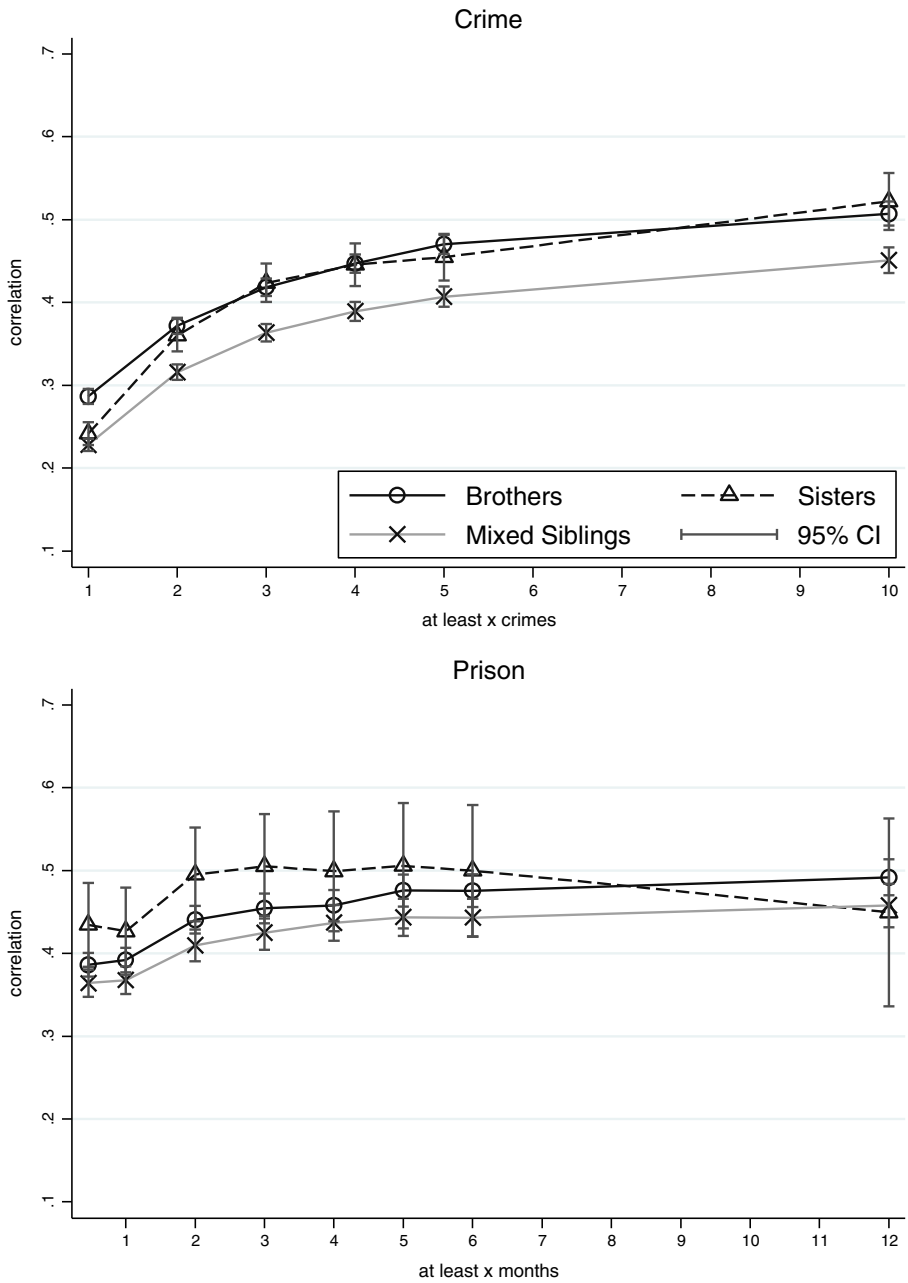 Crime
.7
.6
.5
.4
.3
.2
.1
correlation
Brothers Sisters
Mixed Siblings 95% CI
1 2 3 4 5 6 7 8 9 10
at least x crimes
Prison
.7
.6
.5
.4
.3
.2
.1
correlation
1 2 3 4 5 6 7 8 9 10 11 12
at least x months